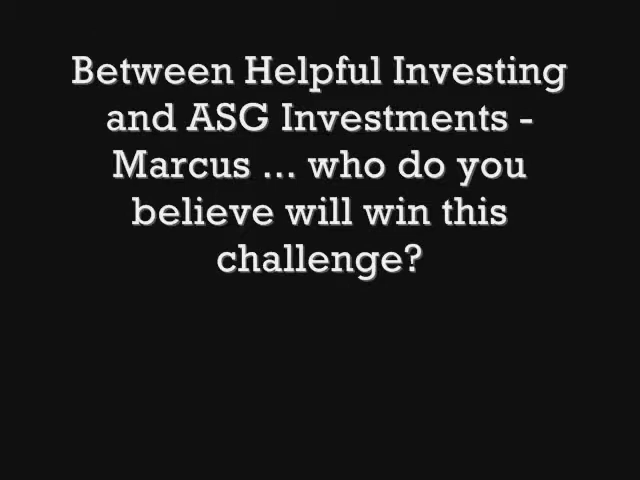 Between Helpful Investing
and ASG Investments -
Marcus ... who do you
believe will win this
challenge?